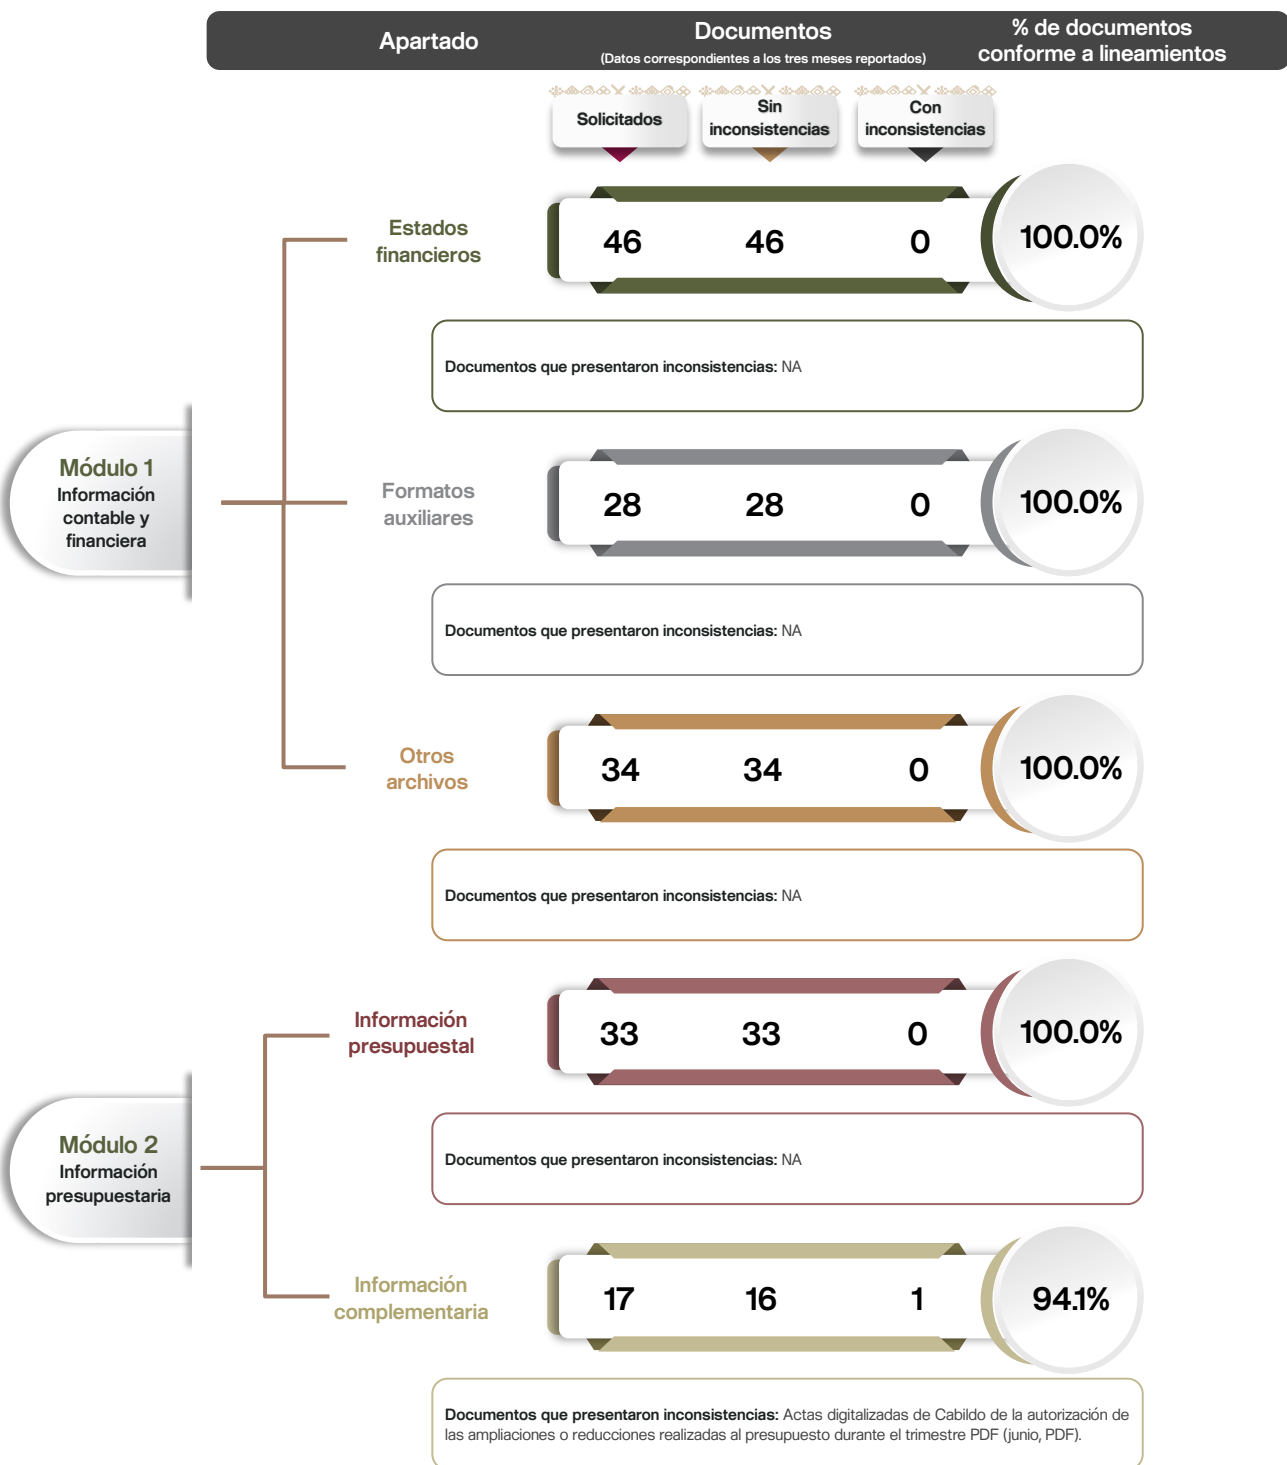 Apartado
Documentos
(Datos correspondientes a los tres meses reportados)
% de documentos
conforme a lineamientos
Solicitados
Sin
inconsistencias
Con
inconsistencias
Módulo 1
Información
contable y
financiera
Estados
financieros
46 46 0 100.0%
Documentos que presentaron inconsistencias: NA
Formatos
auxiliares
28 28 0 100.0%
Documentos que presentaron inconsistencias: NA
Otros
archivos
34 34 0 100.0%
Documentos que presentaron inconsistencias: NA
Módulo 2
Información
presupuestaria
Información
presupuestal
33 33 0 100.0%
Documentos que presentaron inconsistencias: NA
Información
complementaria
17 16 1 94.1%
Documentos que presentaron inconsistencias: Actas digitalizadas de Cabildo de la autorización de
las ampliaciones o reducciones realizadas al presupuesto durante el trimestre PDF (junio, PDF).